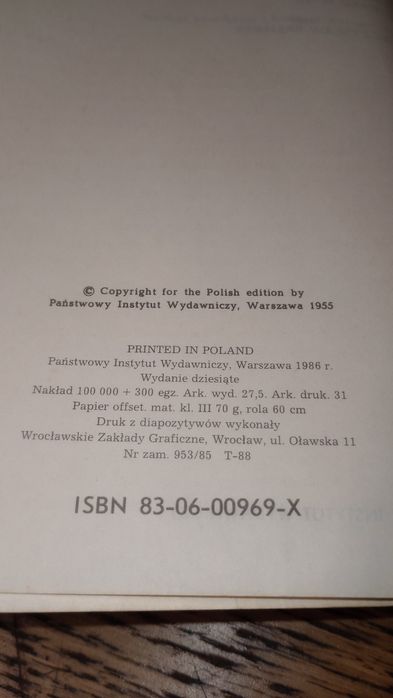 © Copyright for the Polish edition by
Państwowy Instytut Wydawniczy, Warszawa 1955
PRINTED IN POLAND
Państwowy Instytut Wydawniczy, Warszawa 1986 r.
Wydanie dziesiąte
Nakład 100 000 + 300 egz. Ark. wyd. 27,5. Ark. druk. 31
Papier offset. mat. kl. III 70 g, rola 60 cm
Druk z diapozytywów wykonały
Wrocławskie Zakłady Graficzne, Wrocław, ul. Oławska 11
Nr zam. 953/85 T-88
ISBN 83-06-00969-X